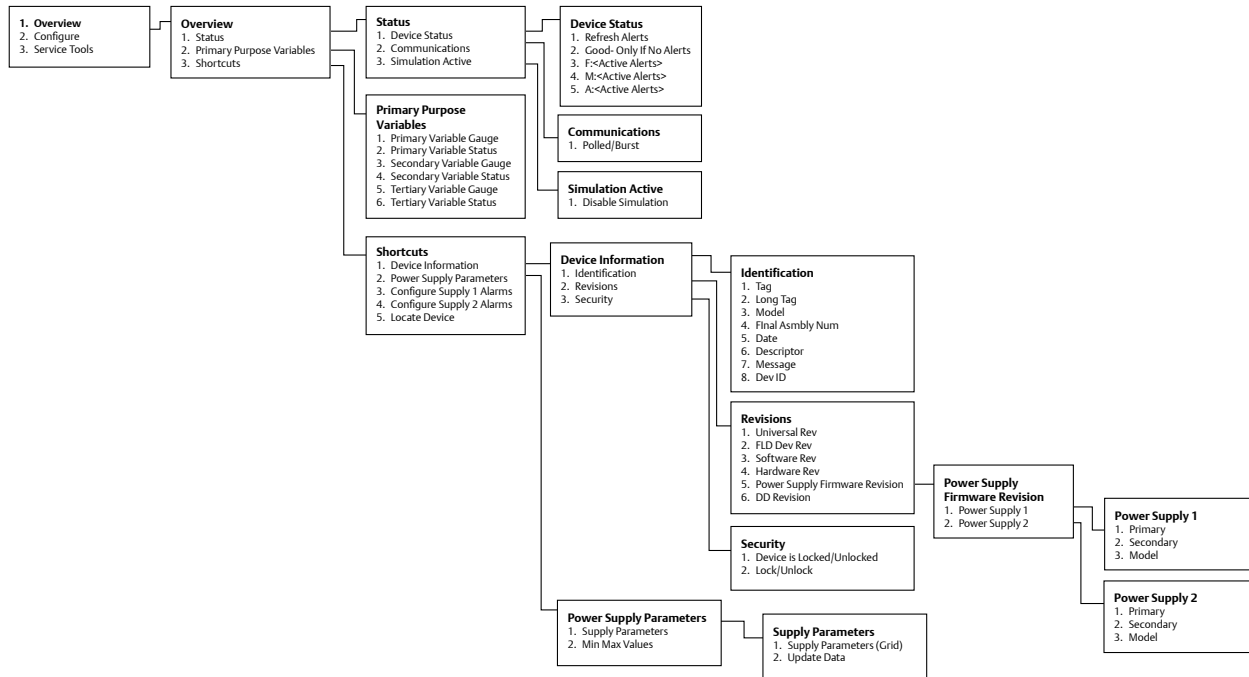 1. Overview
2. Configure
3. Service Tools
Overview
1. Status
2. Primary Purpose Variables
3. Shortcuts
Status
1. Device Status
2. Communications
3. Simulation Active
Device Status
1. Refresh Alerts
2. Good- Only If No Alerts
3. F:<Active Alerts>
4. M:<Active Alerts>
5. A:<Active Alerts>
Primary Purpose
Variables
1. Primary Variable Gauge
2. Primary Variable Status
3. Secondary Variable Gauge
4. Secondary Variable Status
5. Tertiary Variable Gauge
6. Tertiary Variable Status
Communications
1. Polled/Burst
Simulation Active
1. Disable Simulation
Shortcuts
1. Device Information
2. Power Supply Parameters
3. Configure Supply 1 Alarms
4. Configure Supply 2 Alarms
5. Locate Device
Device Information
1. Identification
2. Revisions
3. Security
Identification
1. Tag
2. Long Tag
3. Model
4. FInal Asmbly Num
5. Date
6. Descriptor
7. Message
8. Dev ID
Revisions
1. Universal Rev
2. FLD Dev Rev
3. Software Rev
4. Hardware Rev
5. Power Supply Firmware Revision
6. DD Revision
Power Supply
Firmware Revision
1. Power Supply 1
2. Power Supply 2
Power Supply 1
1. Primary
2. Secondary
3. Model
Security
1. Device is Locked/Unlocked
2. Lock/Unlock
Power Supply 2
1. Primary
2. Secondary
3. Model
Power Supply Parameters
1. Supply Parameters
2. Min Max Values
Supply Parameters
1. Supply Parameters (Grid)
2. Update Data